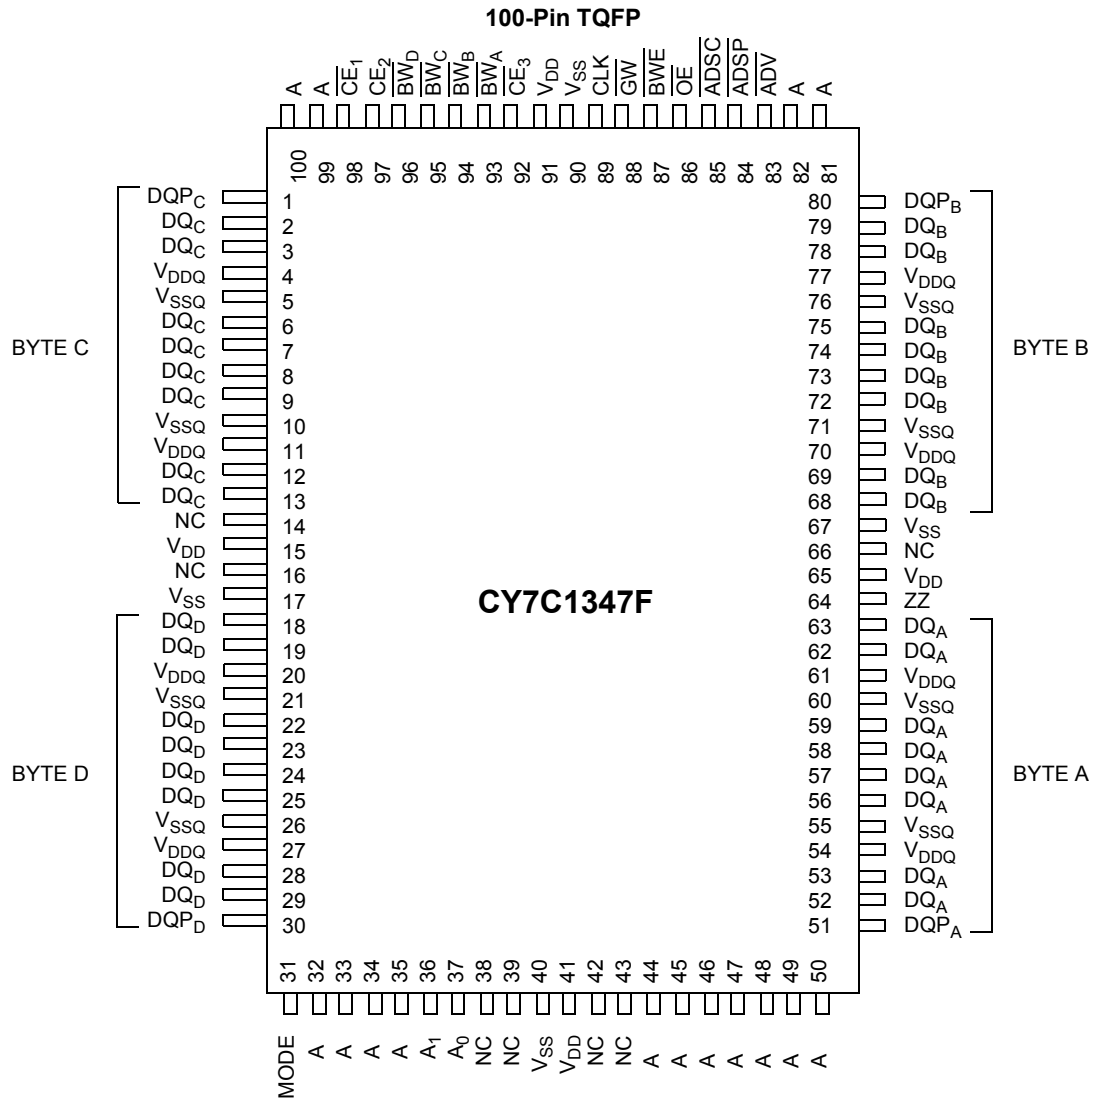 100-Pin TQFP
A A CE1 CE2 BWD BWC BWB BWA CE3 VDD VSS CLK GW BWE OE ADSC ADSP ADV A A
100 99 98 97 96 95 94 93 92 91 90 89 88 87 86 85 84 83 82 81
DQPC 1 80 DQPB
DQC 2 79 DQB
DQC 3 78 DQB
VDDQ 4 77 VDDQ
VSSQ 5 76 VSSQ
DQC 6 75 DQB
BYTE C DQC 7 74 DQB BYTE B
DQC 8 73 DQB
DQC 9 72 DQB
VSSQ 10 71 VSSQ
VDDQ 11 70 VDDQ
DQC 12 69 DQB
DQC 13 68 DQB
NC 14 67 VSS
VDD 15 66 NC
NC 16 65 VDD
VSS 17 CY7C1347F 64 ZZ
DQD 18 63 DQA
DQD 19 62 DQA
VDDQ 20 61 VDDQ
VSSQ 21 60 VSSQ
DQD 22 59 DQA
DQD 23 58 DQA
BYTE D DQD 24 57 DQA BYTE A
DQD 25 56 DQA
VSSQ 26 55 VSSQ
VDDQ 27 54 VDDQ
DQD 28 53 DQA
DQD 29 52 DQA
DQPD 30 51 DQPA
31 32 33 34 35 36 37 38 39 40 41 42 43 44 45 46 47 48 49 50
MODE A A A A A1 A0 NC NC VSS VDD NC NC A A A A A A A